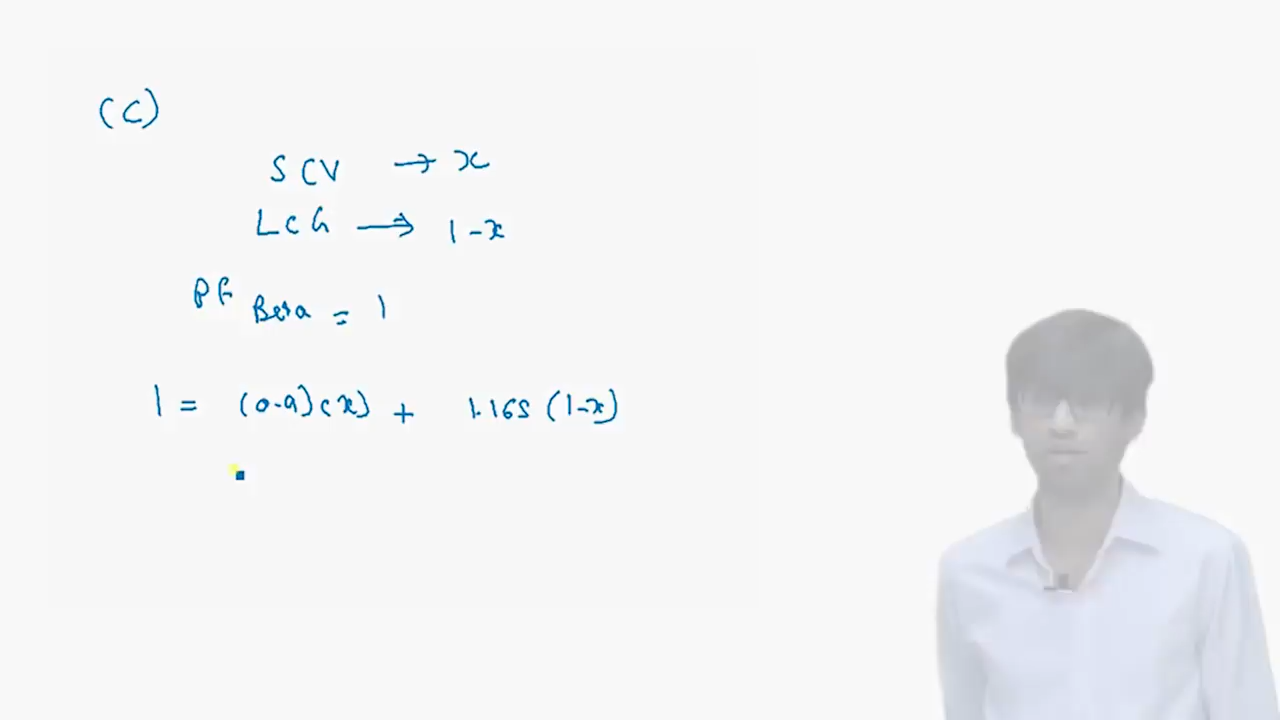 (C)
SCV → x
LCG → 1-x
PF Beta = 1
1 = (0.9)(x) + 1.165 (1-x)